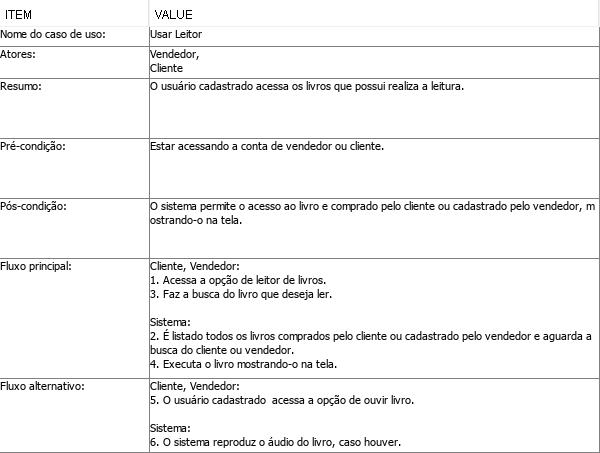 ITEM VALUE
Nome do caso de uso: Usar Leitor
Atores: Vendedor,
Cliente
Resumo: O usuário cadastrado acessa os livros que possui realiza a leitura.
Pré-condição: Estar acessando a conta de vendedor ou cliente.
Pós-condição: O sistema permite o acesso ao livro e comprado pelo cliente ou cadastrado pelo vendedor, m
ostrando-o na tela.
Fluxo principal: Cliente, Vendedor:
1. Acessa a opção de leitor de livros.
3. Faz a busca do livro que deseja ler.
Sistema:
2. É listado todos os livros comprados pelo cliente ou cadastrado pelo vendedor e aguarda a
busca do cliente ou vendedor.
4. Executa o livro mostrando-o na tela.
Fluxo alternativo: Cliente, Vendedor:
5. O usuário cadastrado acessa a opção de ouvir livro.
Sistema:
6. O sistema reproduz o áudio do livro, caso houver.